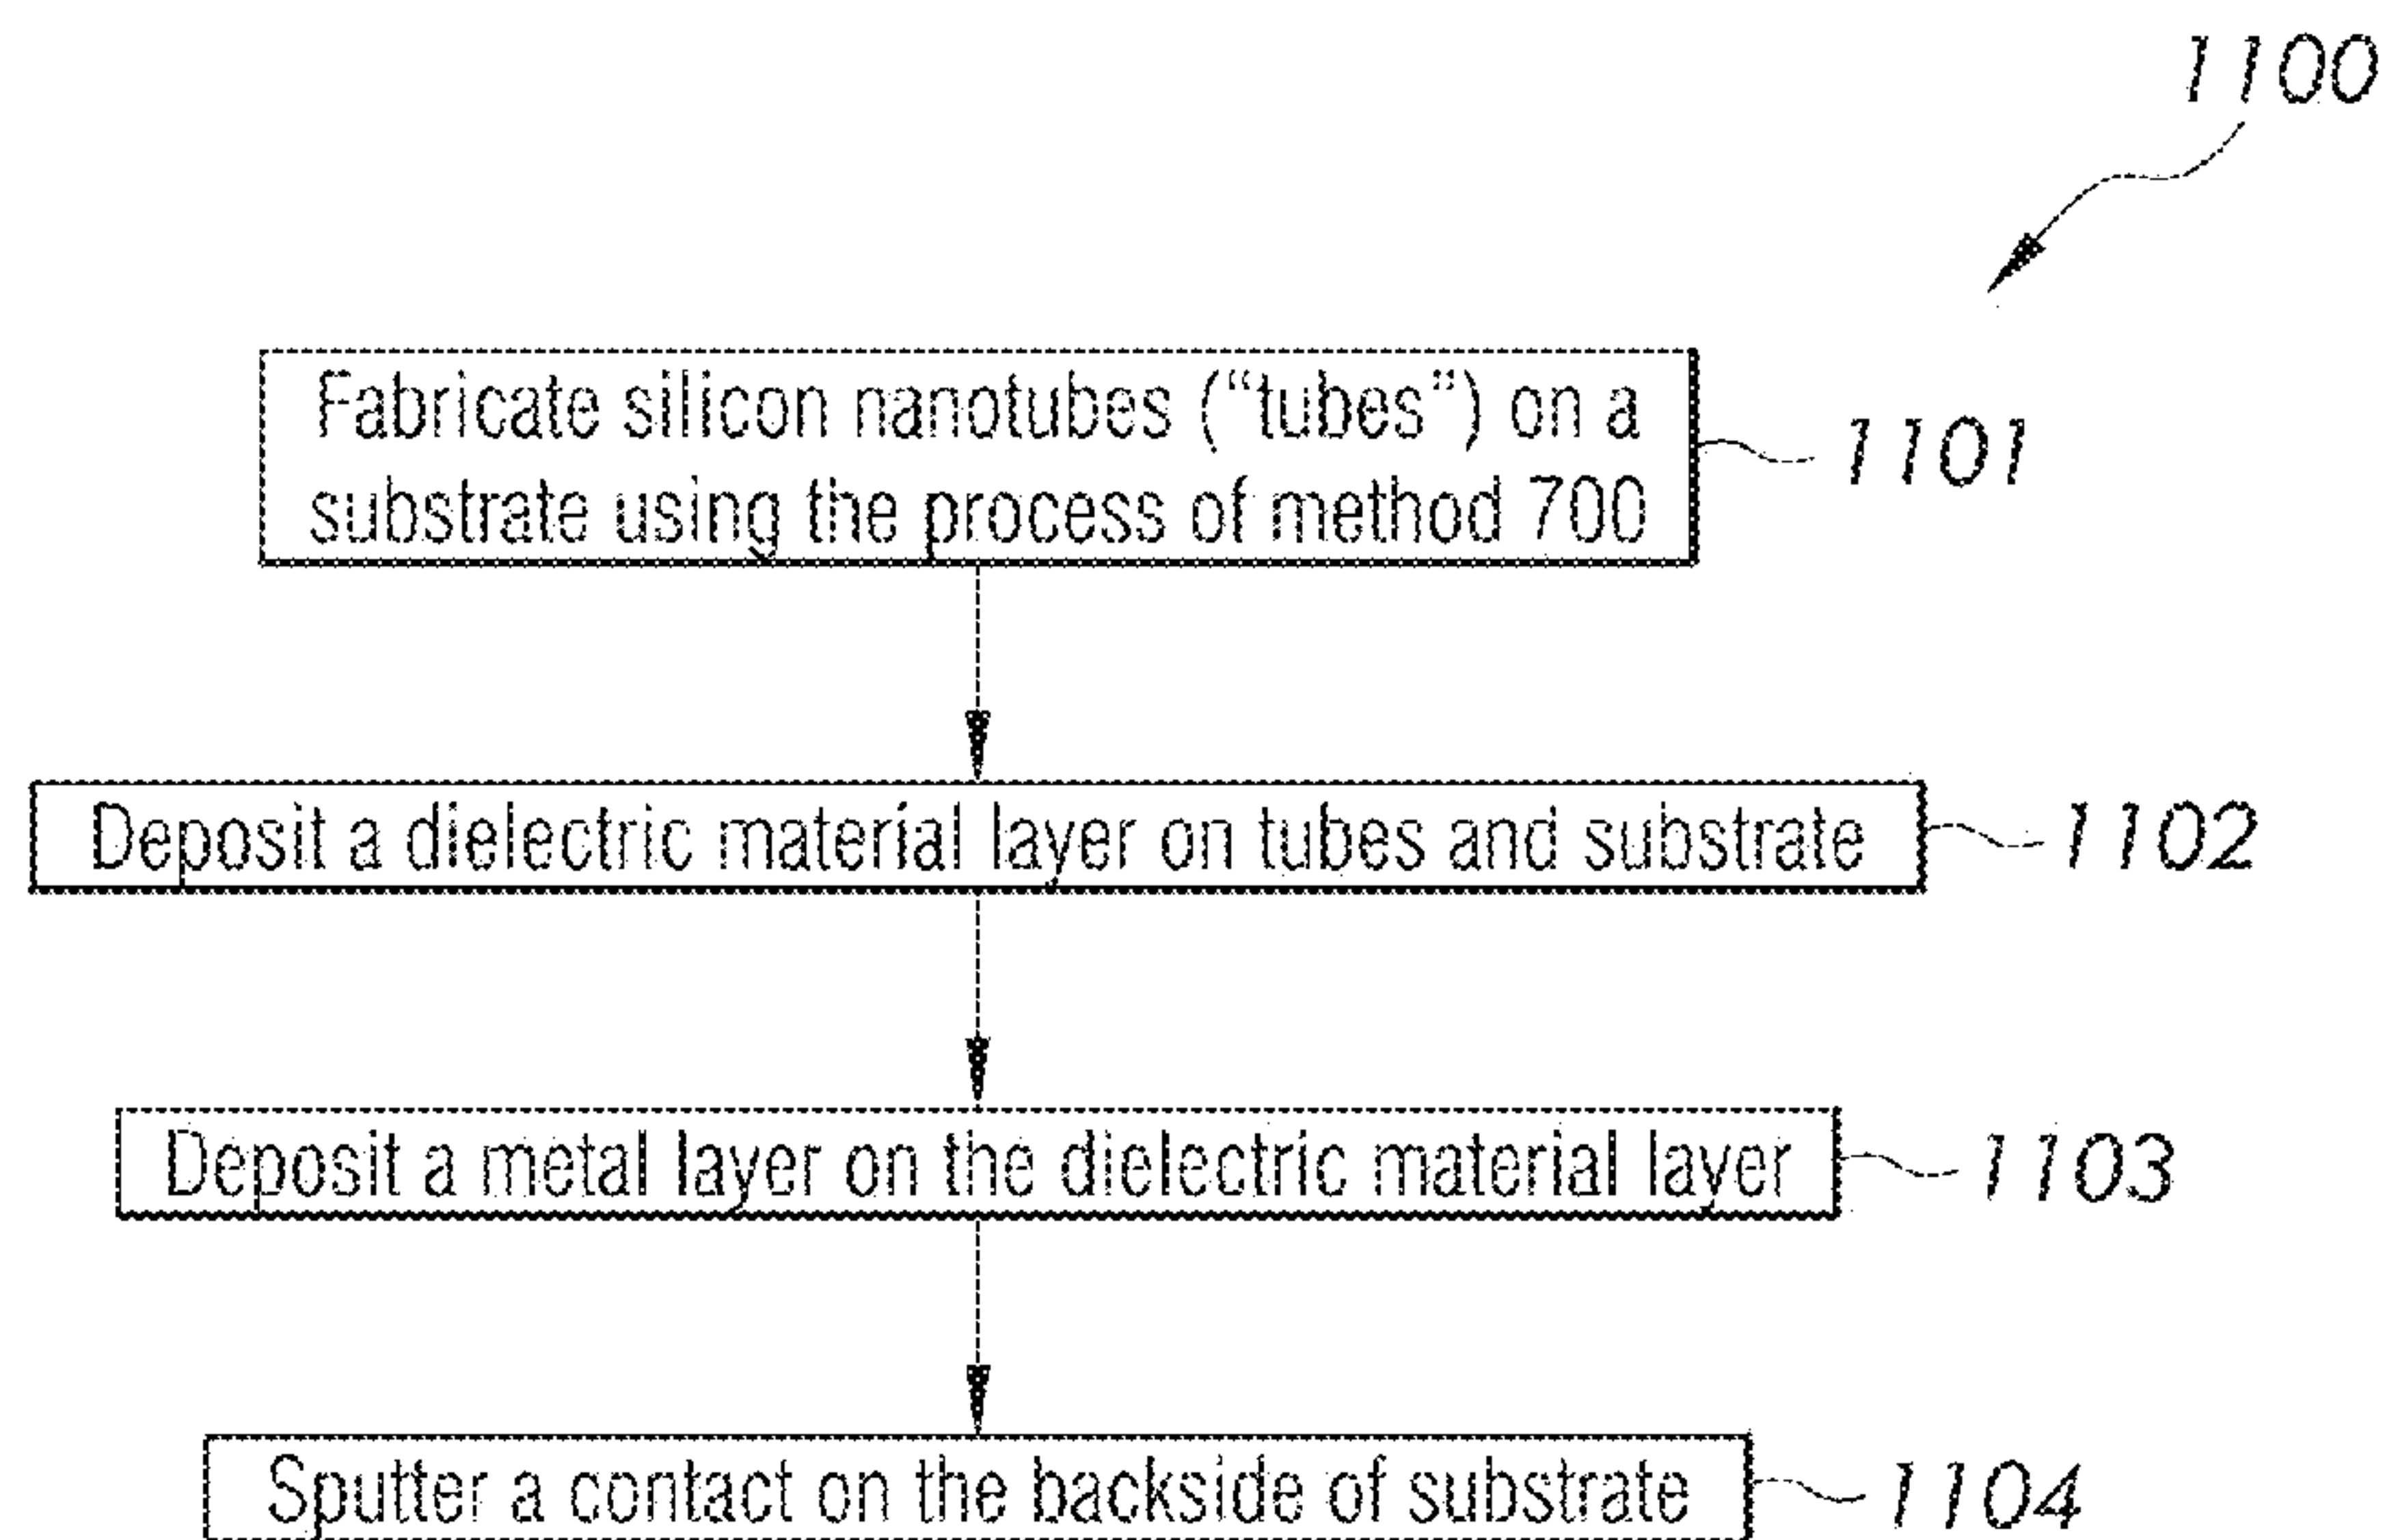 1100
Fabricate silicon nanotubes (“tubes”) on a
substrate using the process of method 700
1101
Deposit a dielectric material layer on tubes and substrate
1102
Deposit a metal layer on the dielectric material layer
1103
Sputter a contact on the backside of substrate
1104